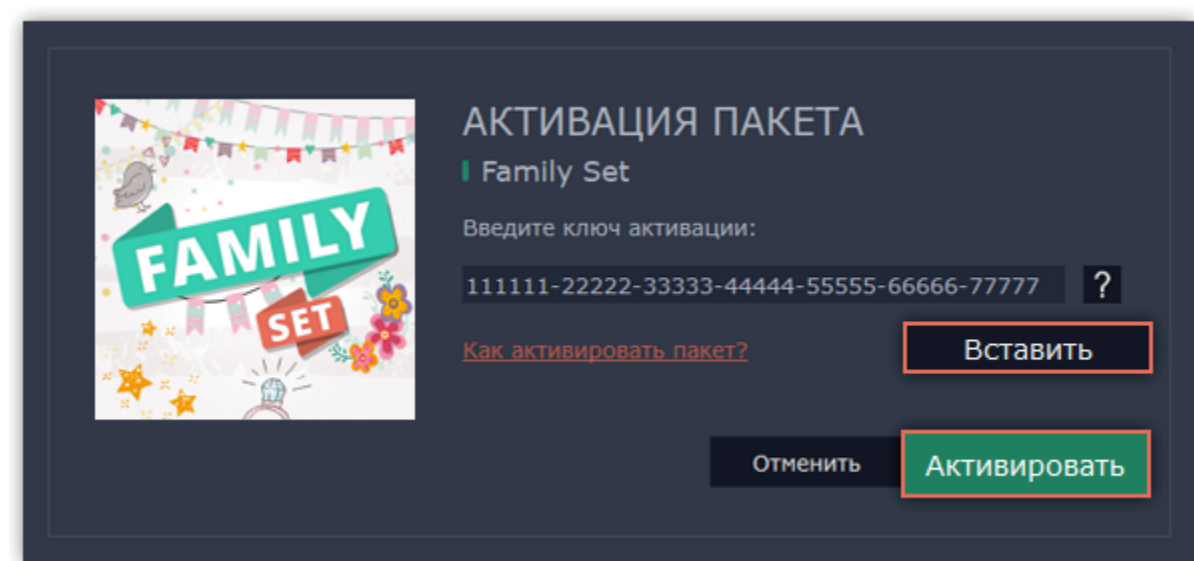 АКТИВАЦИЯ ПАКЕТА
Family Set
FAMILY
SET
Введите ключ активации:
111111-22222-33333-44444-55555-66666-77777 ?
Как активировать пакет?
Вставить
Отменить
Активировать